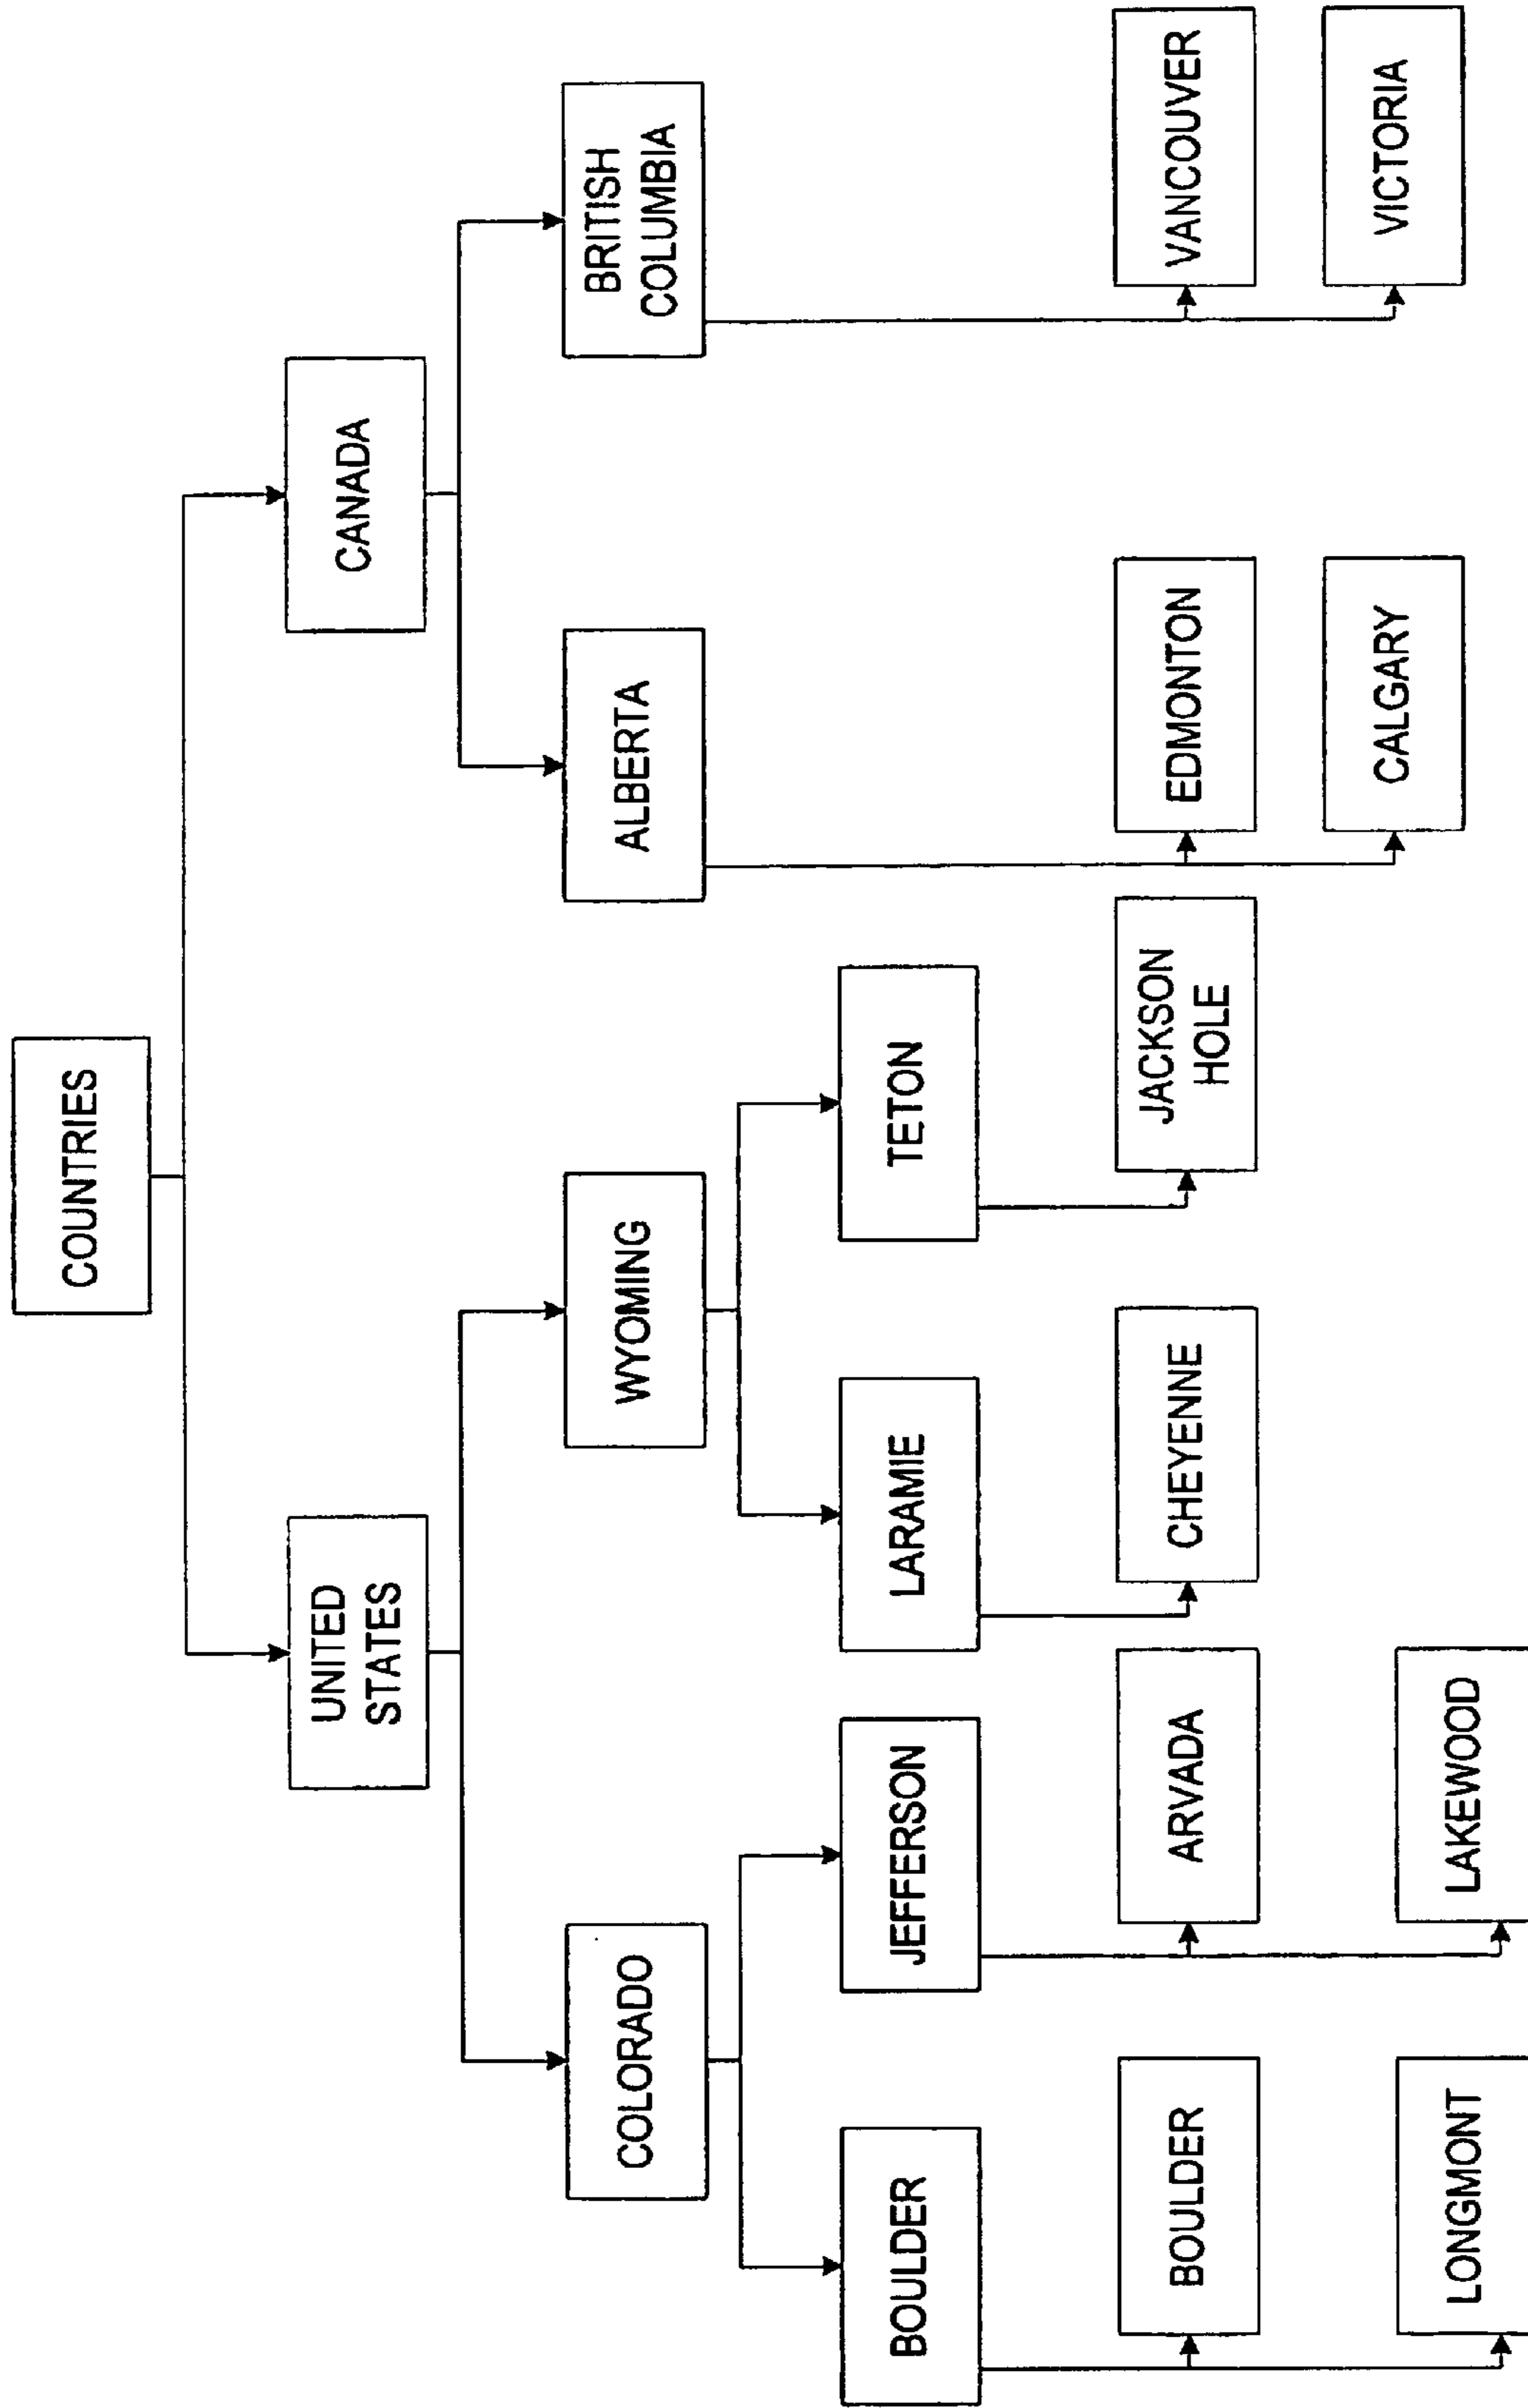 COUNTRIES
UNITED
STATES
CANADA
COLORADO
WYOMING
ALBERTA
BRITISH
COLUMBIA
BOULDER
JEFFERSON
LARAMIE
TETON
BOULDER
ARVADA
CHEYENNE
JACKSON
HOLE
EDMONTON
VANCOUVER
CALGARY
VICTORIA
LONGMONT
LAKEWOOD